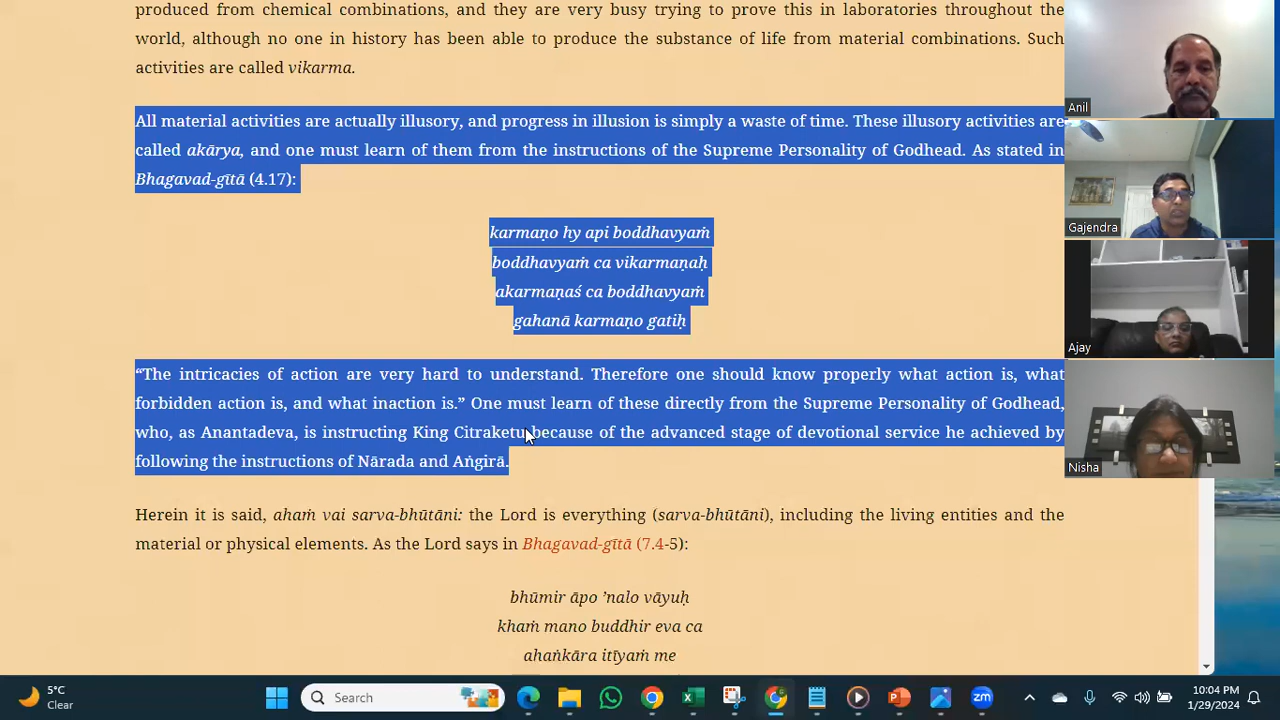 produced from chemical combinations, and they are very busy trying to prove this in laboratories throughout the
world, although no one in history has been able to produce the substance of life from material combinations. Such
activities are called vikarma.
All material activities are actually illusory, and progress in illusion is simply a waste of time. These illusory activities are
called akārya, and one must learn of them from the instructions of the Supreme Personality of Godhead. As stated in
Bhagavad-gītā (4.17):
karmaṇo hy api boddhavyaṁ
boddhavyaṁ ca vikarmaṇaḥ
akarmaṇaś ca boddhavyaṁ
gahanā karmaṇo gatiḥ
“The intricacies of action are very hard to understand. Therefore one should know properly what action is, what
forbidden action is, and what inaction is.” One must learn of these directly from the Supreme Personality of Godhead,
who, as Anantadeva, is instructing King Citraketu because of the advanced stage of devotional service he achieved by
following the instructions of Nārada and Aṅgirā.
Herein it is said, ahaṁ vai sarva-bhūtāni: the Lord is everything (sarva-bhūtāni), including the living entities and the
material or physical elements. As the Lord says in Bhagavad-gītā (7.4-5):
bhūmir āpo ’nalo vāyuḥ
khaṁ mano buddhir eva ca
ahaṅkāra itīyaṁ me
Anil
Gajendra
Ajay
Nisha
5°C
Clear
Search
zm
10:04 PM
1/29/2024